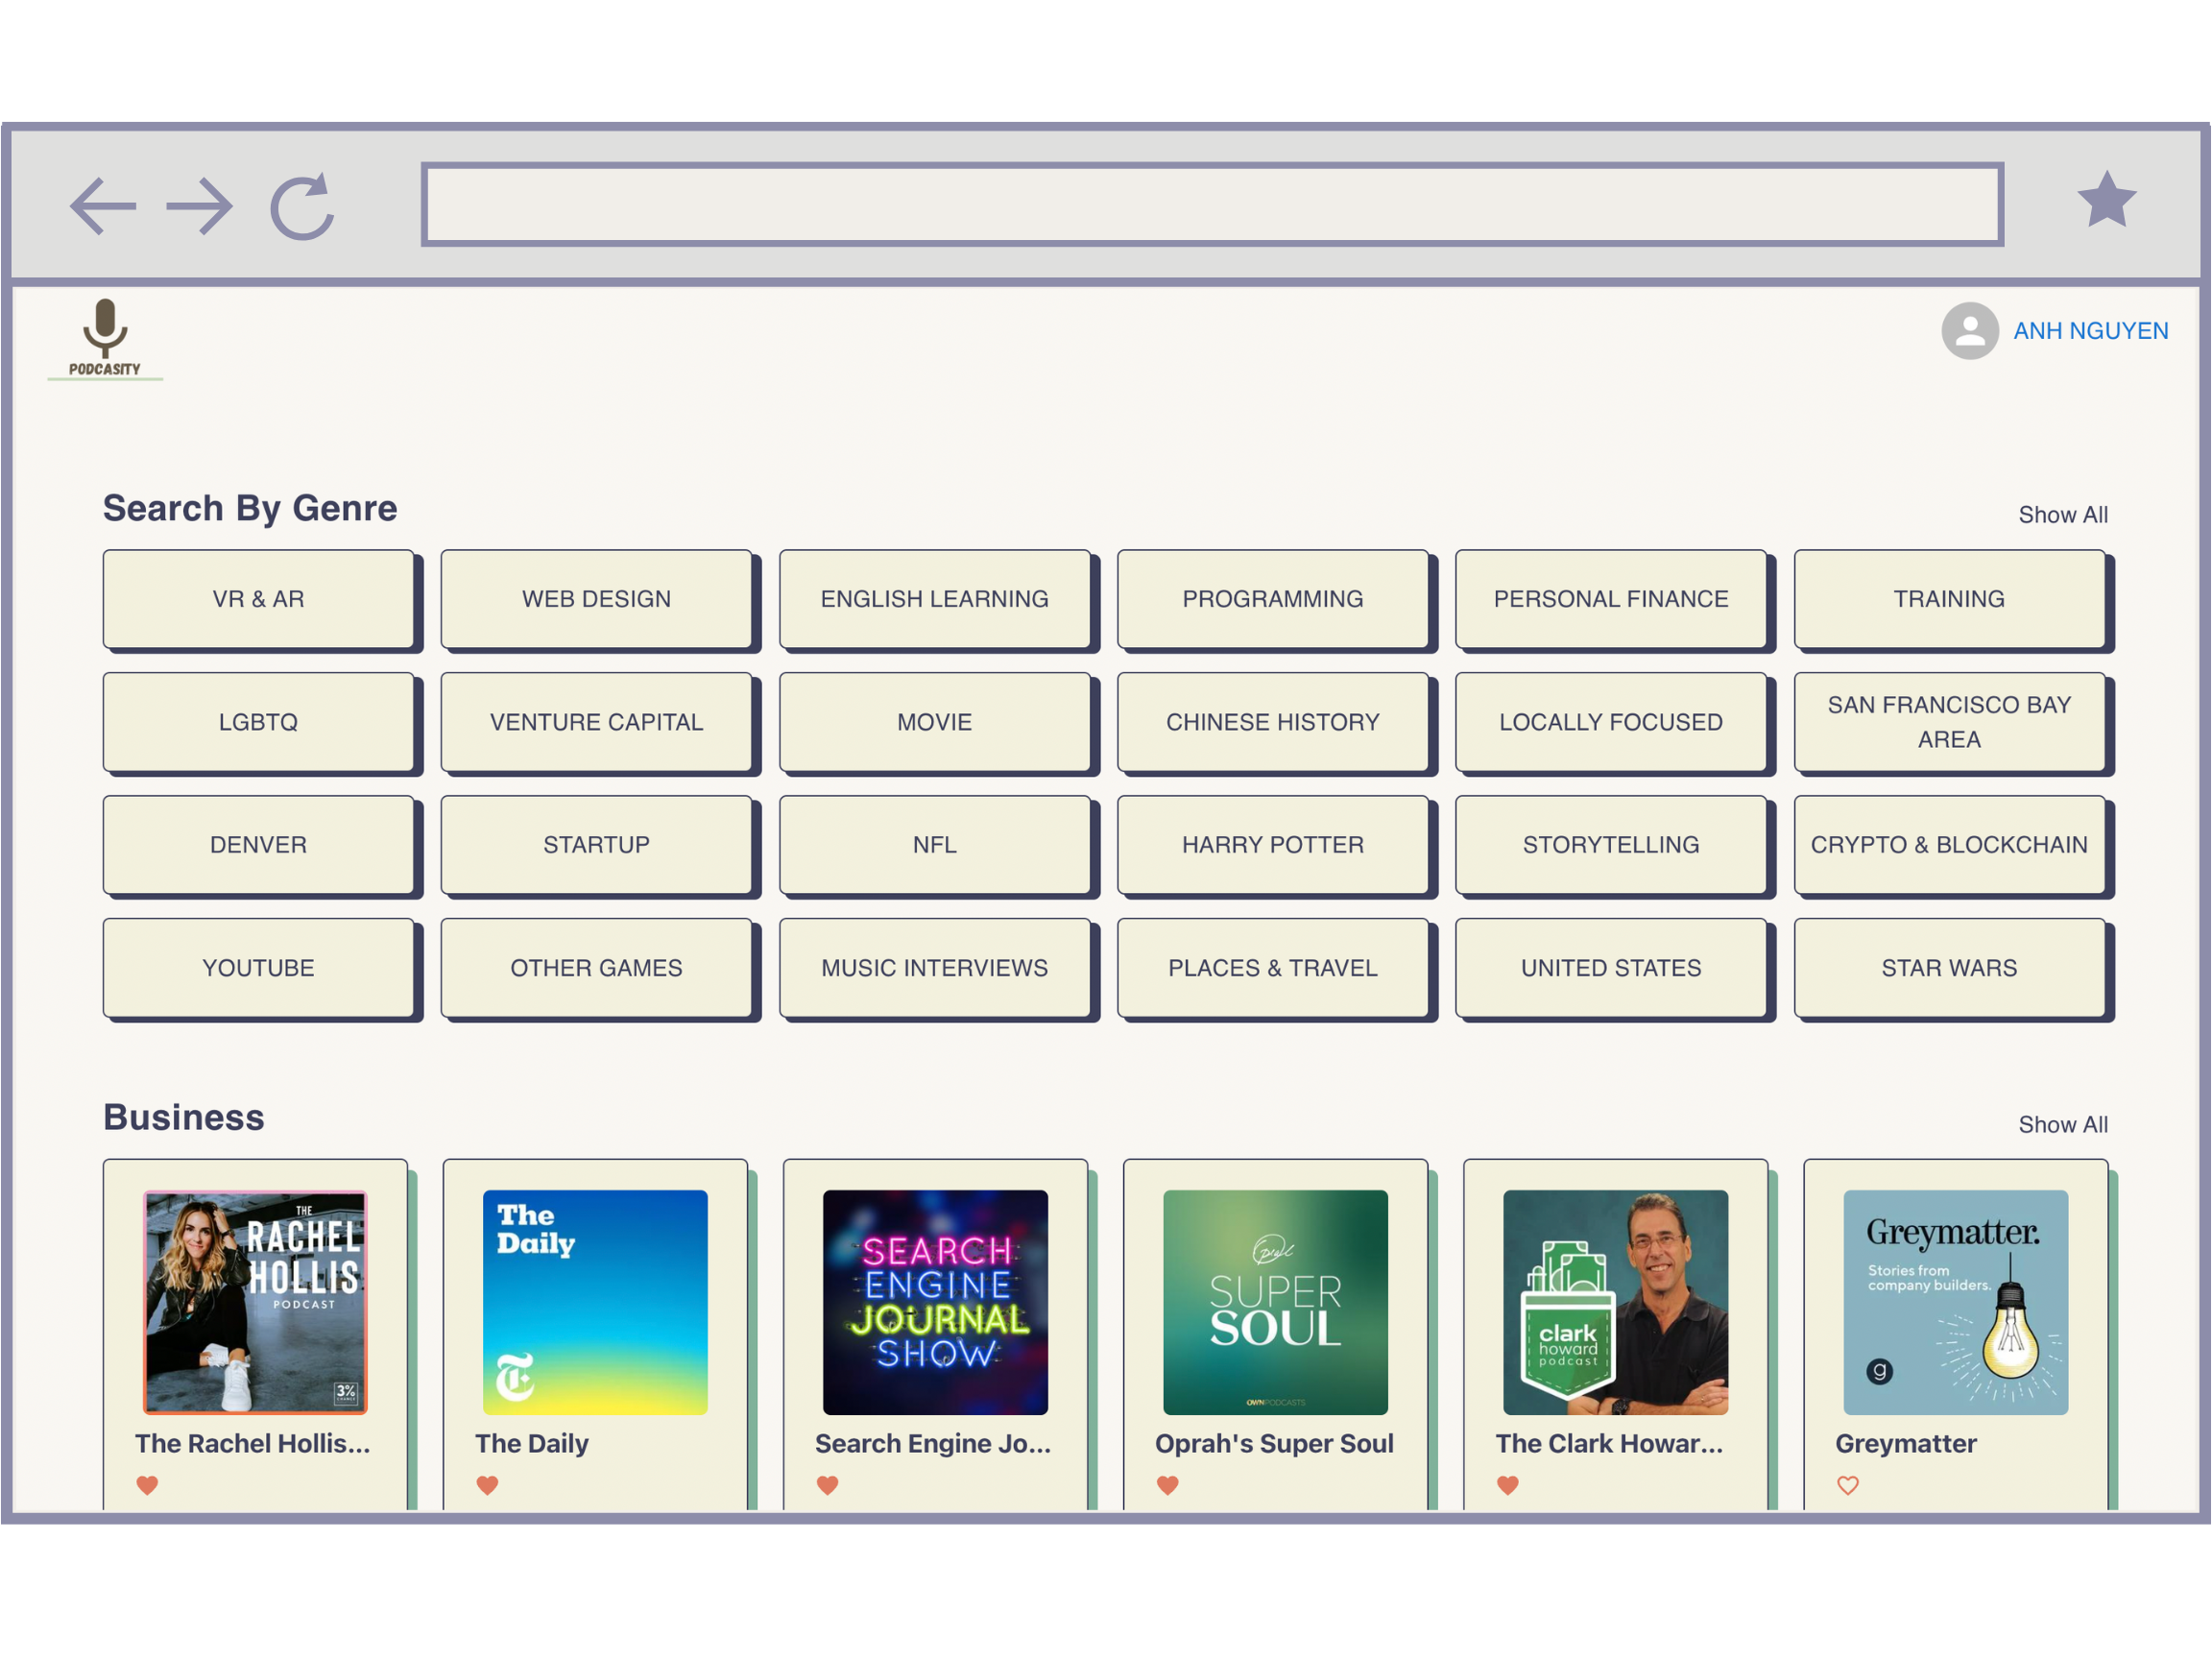 PODCASITY
ANH NGUYEN
Search By Genre
Show All
VR & AR
WEB DESIGN
ENGLISH LEARNING
PROGRAMMING
PERSONAL FINANCE
TRAINING
LGBTQ
VENTURE CAPITAL
MOVIE
CHINESE HISTORY
LOCALLY FOCUSED
SAN FRANCISCO BAY
AREA
DENVER
STARTUP
NFL
HARRY POTTER
STORYTELLING
CRYPTO & BLOCKCHAIN
YOUTUBE
OTHER GAMES
MUSIC INTERVIEWS
PLACES & TRAVEL
UNITED STATES
STAR WARS
Business
Show All
THE
RACHEL
HOLLIS
PODCAST
3%
CHANCE
The
Daily
T
SEARCH
ENGINE
JOURNAL
SHOW
Oprah
SUPER
SOUL
OWNPODCASTS
clark
howard
podcast
Greymatter.
Stories from
company builders.
g
The Rachel Hollis...
The Daily
Search Engine Jo...
Oprah's Super Soul
The Clark Howar...
Greymatter